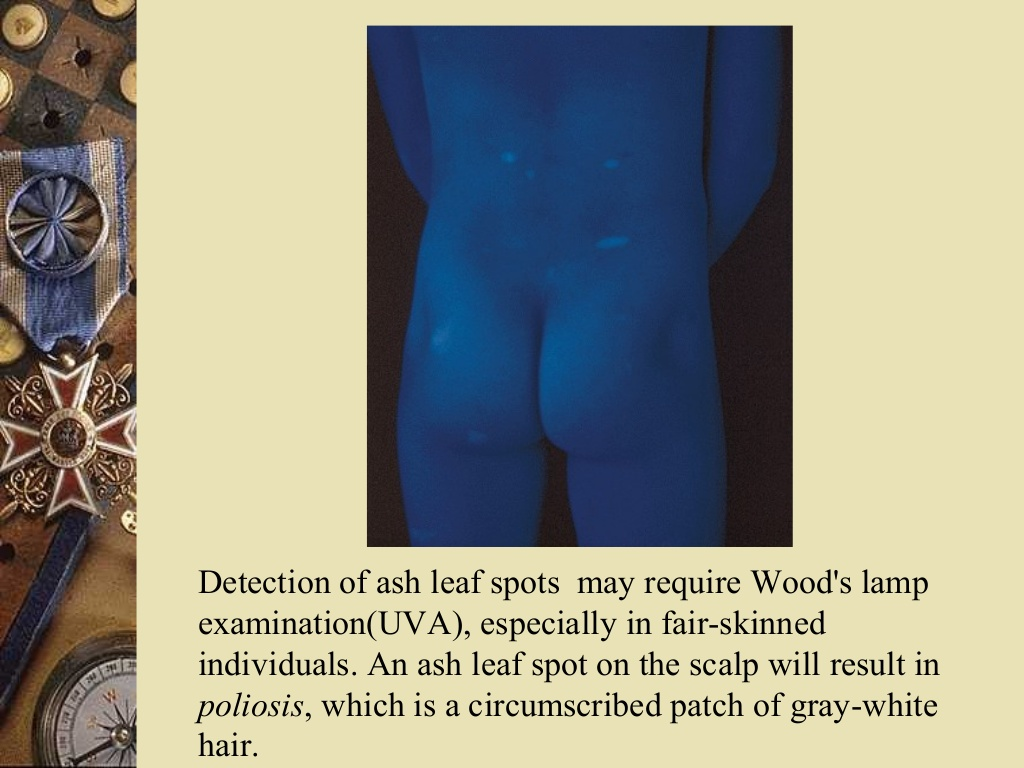 Detection of ash leaf spots  may require Wood's lamp
examination(UVA), especially in fair-skinned
individuals. An ash leaf spot on the scalp will result in
poliosis, which is a circumscribed patch of gray-white
hair.